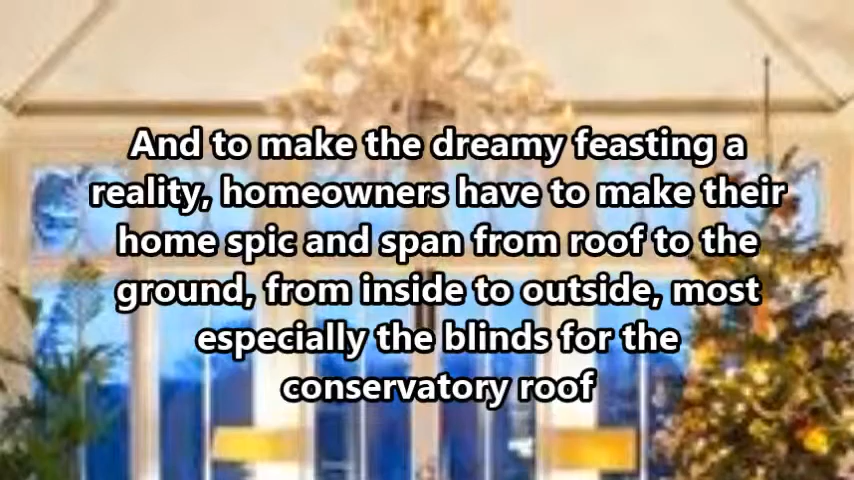 And to make the dreamy feasting a
reality, homeowners have to make their
home spic and span from roof to the
ground, from inside to outside, most
especially the blinds for the
conservatory roof